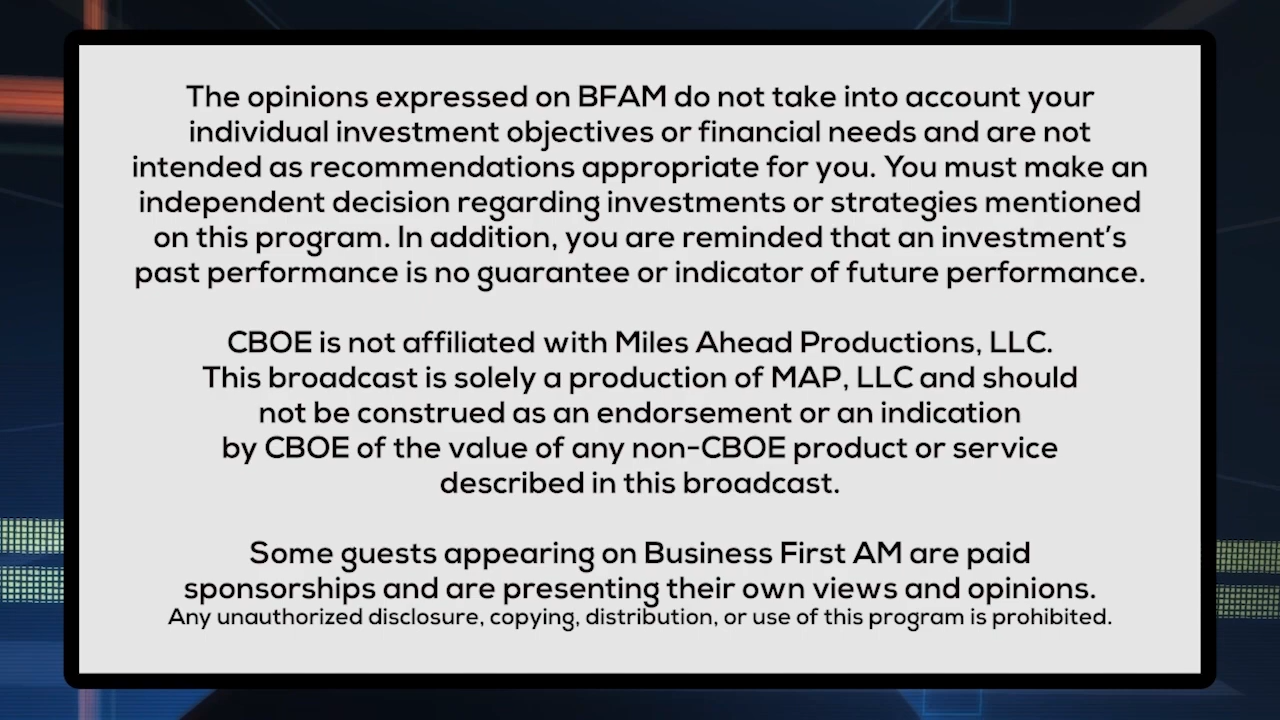 The opinions expressed on BFAM do not take into account your
individual investment objectives or financial needs and are not
intended as recommendations appropriate for you. You must make an
independent decision regarding investments or strategies mentioned
on this program. In addition, you are reminded that an investment's
past performance is no guarantee or indicator of future performance.
CBOE is not affiliated with Miles Ahead Productions, LLC.
This broadcast is solely a production of MAP, LLC and should
not be construed as an endorsement or an indication
by CBOE of the value of any non-CBOE product or service
described in this broadcast.
Some guests appearing on Business First AM are paid
sponsorships and are presenting their own views and opinions.
Any unauthorized disclosure, copying, distribution, or use of this program is prohibited.